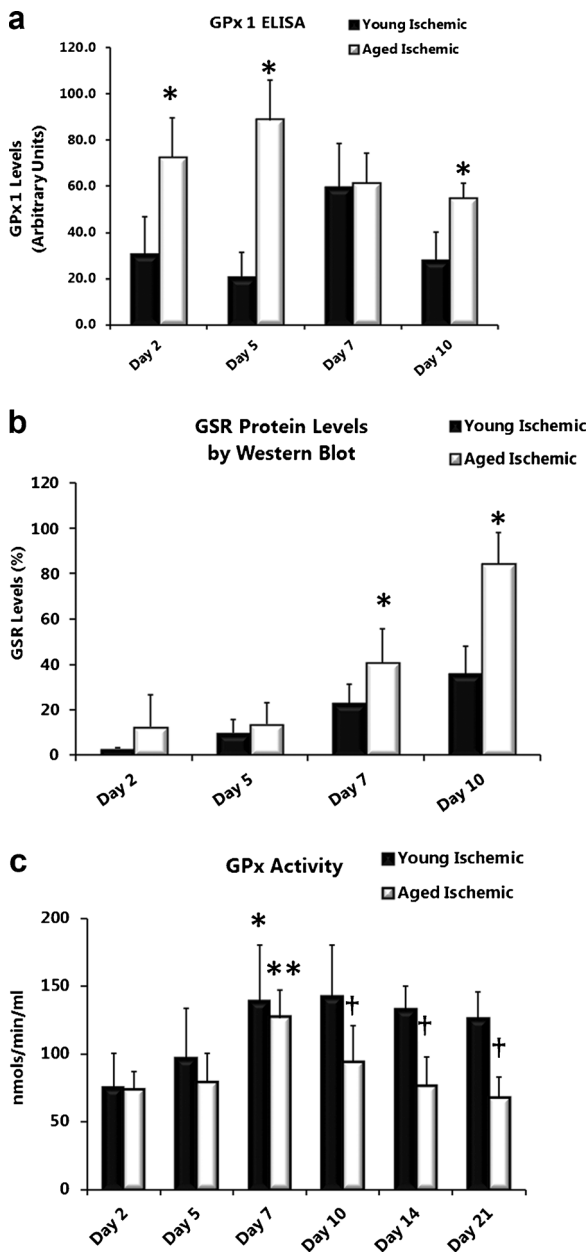 a
GPx 1 ELISA
Young Ischemic
Aged Ischemic
GPx 1 Levels
(Arbitrary Units)
120.0
100.0
80.0
60.0
40.0
20.0
0.0
*
*
*
Day 2
Day 5
Day 7
Day 10
b
GSR Protein Levels
by Western Blot
Young Ischemic
Aged Ischemic
GSR Levels (%)
120
100
80
60
40
20
0
*
*
Day 2
Day 5
Day 7
Day 10
c
GPx Activity
Young Ischemic
Aged Ischemic
nmols/min/ml
200
150
100
50
0
*
**
†
†
†
Day 2
Day 5
Day 7
Day 10
Day 14
Day 21